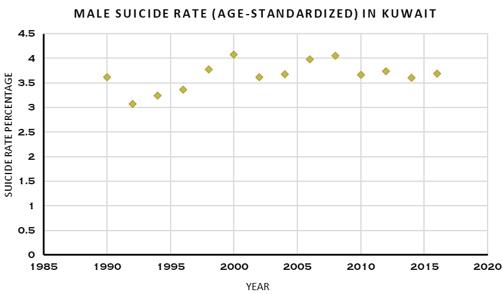 MALE SUICIDE RATE (AGE-STANDARDIZED) IN KUWAIT
SUICIDE RATE PERCENTAGE
4.5
4
3.5
3
2.5
2
1.5
1
0.5
0
1985 1990 1995 2000 2005 2010 2015 2020
YEAR